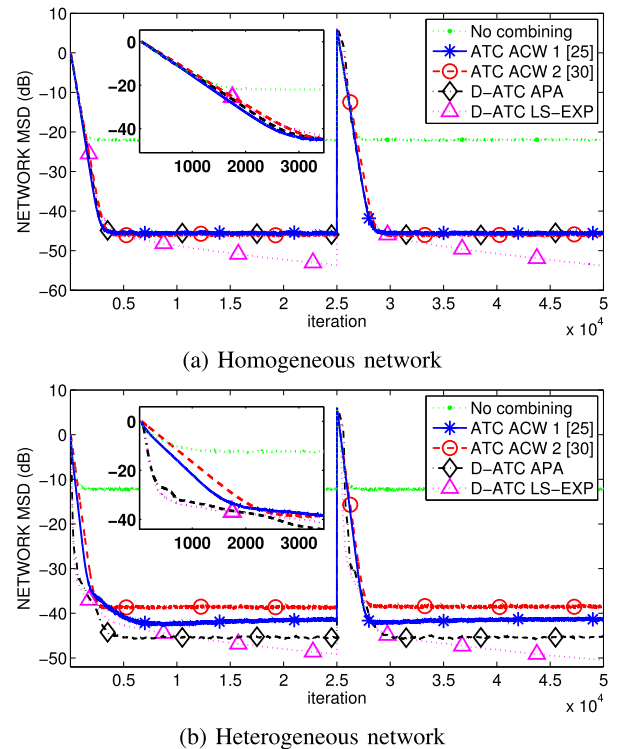 10
0
−10
−20
−30
−40
−50
−60
NETWORK MSD (dB)
0
−20
−40
1000 2000 3000
No combining
ATC ACW 1 [25]
ATC ACW 2 [30]
D−ATC APA
D−ATC LS−EXP
0.5 1 1.5 2 2.5 3 3.5 4 4.5 5
iteration
x 10^4
(a) Homogeneous network
10
0
−10
−20
−30
−40
−50
NETWORK MSD (dB)
0
−20
−40
1000 2000 3000
No combining
ATC ACW 1 [25]
ATC ACW 2 [30]
D−ATC APA
D−ATC LS−EXP
0.5 1 1.5 2 2.5 3 3.5 4 4.5 5
iteration
x 10^4
(b) Heterogeneous network